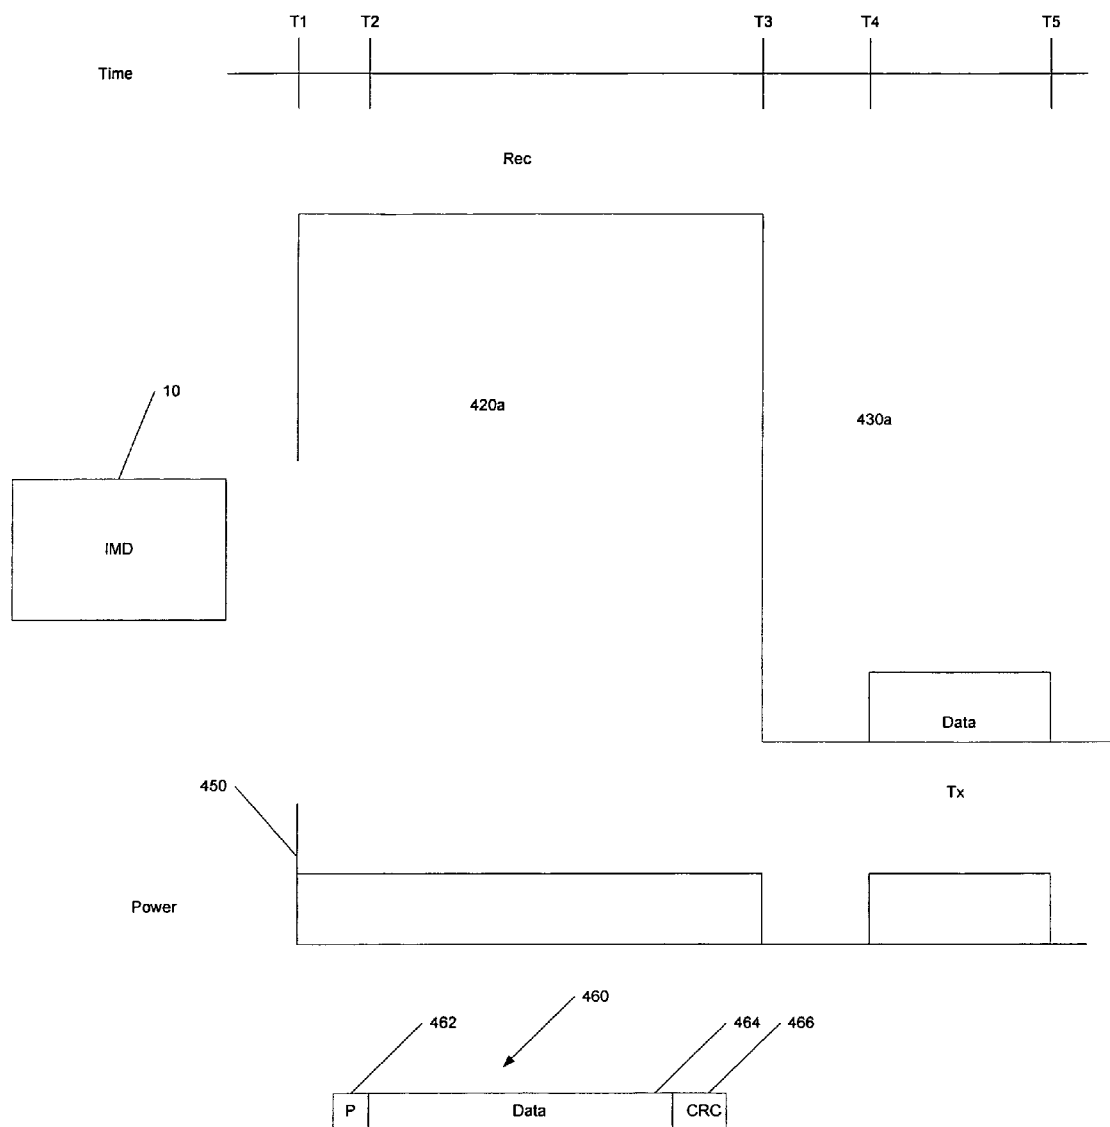 T1 T2 T3 T4 T5
Time
Rec
10
420a
430a
IMD
Data
450
Tx
Power
460
462 464 466
P Data CRC